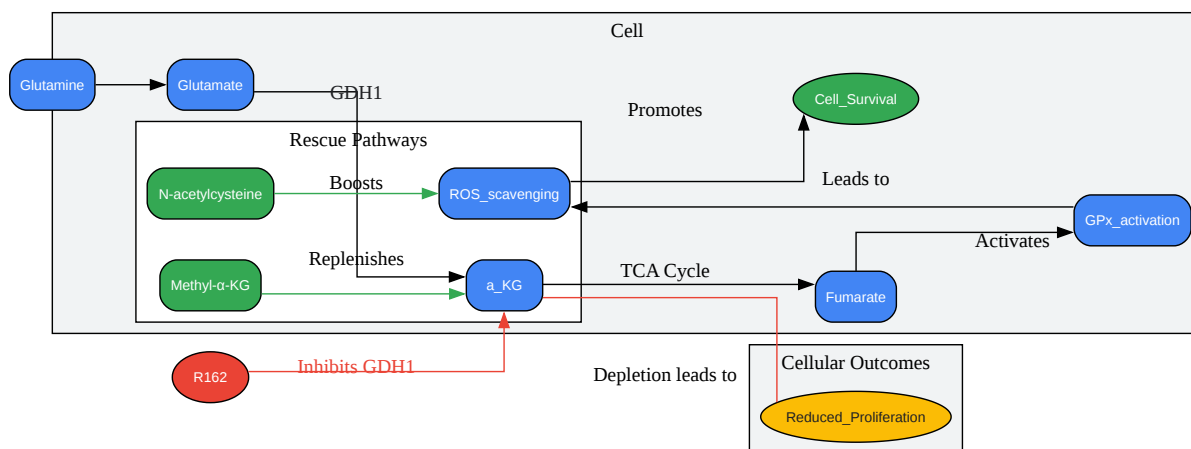 Cell
Glutamine
Glutamate
GDH1
Promotes
Cell_Survival
Rescue Pathways
N-acetylcysteine
Boosts
ROS_scavenging
Leads to
GPx_activation
Activates
Replenishes
Methyl-α-KG
a_KG
TCA Cycle
Fumarate
R162
Inhibits GDH1
Depletion leads to
Cellular Outcomes
Reduced_Proliferation